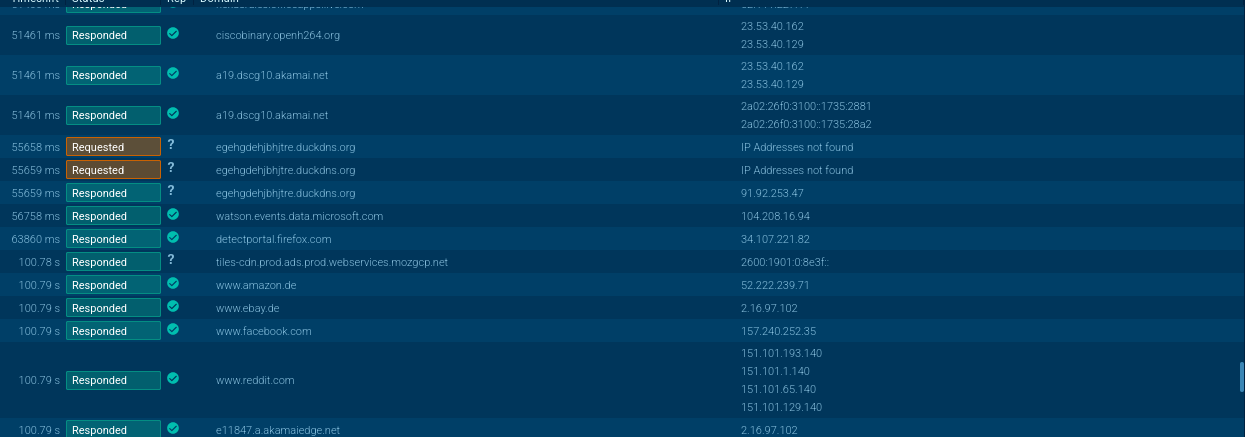 Status Rep Domain IP
51461 ms Responded ciscobinary.openh264.org 23.53.40.162
23.53.40.129
51461 ms Responded a19.dscg10.akamai.net 23.53.40.162
23.53.40.129
51461 ms Responded a19.dscg10.akamai.net 2a02:26f0:3100::1735:2881
2a02:26f0:3100::1735:28a2
55658 ms Requested ? egehgdehjbhjtre.duckdns.org IP Addresses not found
55659 ms Requested ? egehgdehjbhjtre.duckdns.org IP Addresses not found
55659 ms Responded ? egehgdehjbhjtre.duckdns.org 91.92.253.47
56758 ms Responded watson.events.data.microsoft.com 104.208.16.94
63860 ms Responded detectportal.firefox.com 34.107.221.82
100.78 s Responded ? tiles-cdn.prod.ads.prod.webservices.mozgcp.net 2600:1901:0:8e3f::
100.79 s Responded www.amazon.de 52.222.239.71
100.79 s Responded www.ebay.de 2.16.97.102
100.79 s Responded www.facebook.com 157.240.252.35
100.79 s Responded www.reddit.com 151.101.193.140
151.101.1.140
151.101.65.140
151.101.129.140
100.79 s Responded e11847.a.akamaiedge.net 2.16.97.102